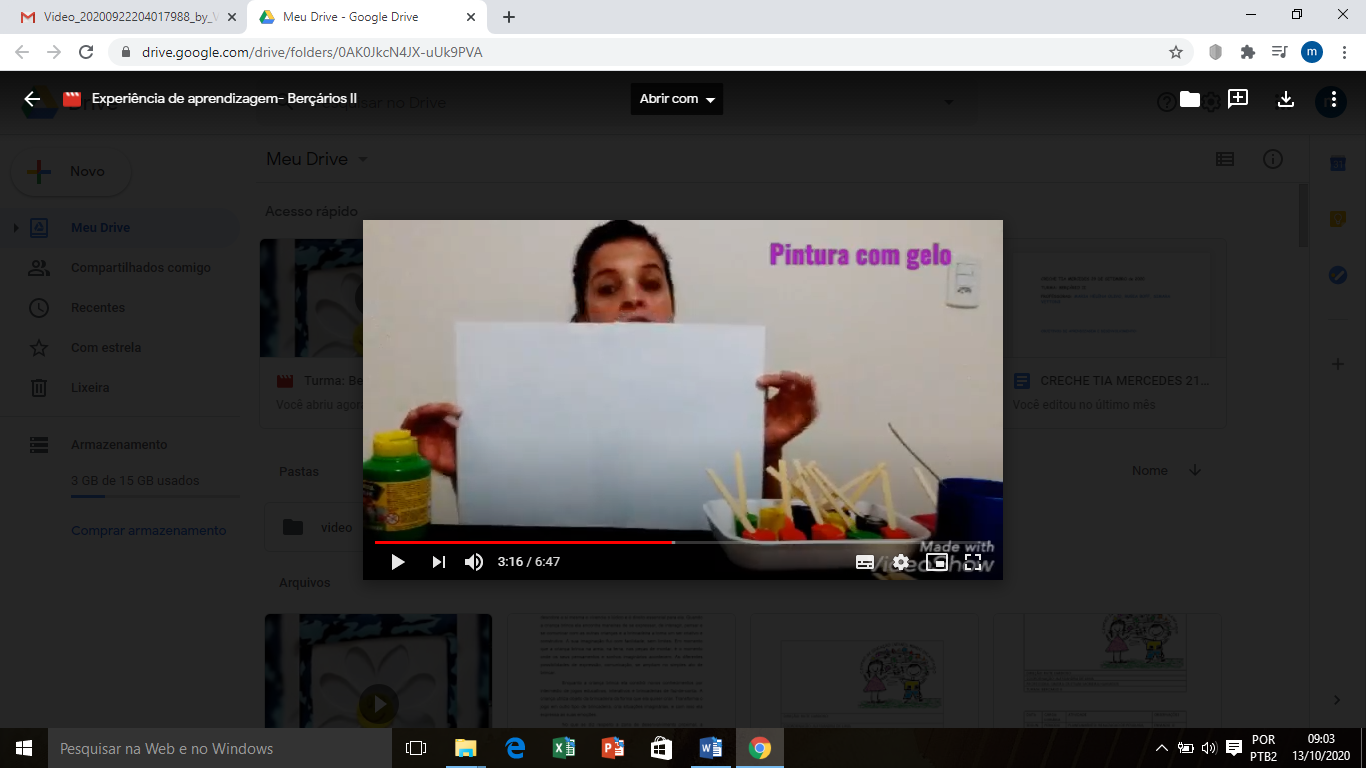 Video_20200922204017988_by_V
Meu Drive - Google Drive
drive.google.com/drive/folders/0AK0JkcN4JX-uUk9PVA
m
Experiência de aprendizagem- Berçários II
Abrir com
no Drive
Novo
Meu Drive
Meu Drive
Compartilhados comigo
Recentes
Com estrela
Lixeira
Armazenamento
3 GB de 15 GB usados
Comprar armazenamento
Acesso rápido
Pintura com gelo
Turma: Be
Você abriu agor
CRECHE TIA MERCEDES 21...
Você editou no último mês
Pastas
Nome
video
Made with
VideoShow
3:16 / 6:47
Arquivos
Pesquisar na Web e no Windows
POR
PTB2
09:03
13/10/2020